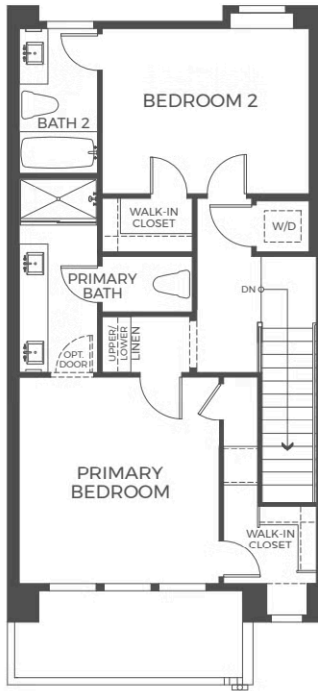 BEDROOM 2
BATH 2
WALK-IN
CLOSET
W/D
PRIMARY
BATH
DN
UPPER/
LOWER
LINEN
OPT.
DOOR
PRIMARY
BEDROOM
WALK-IN
CLOSET